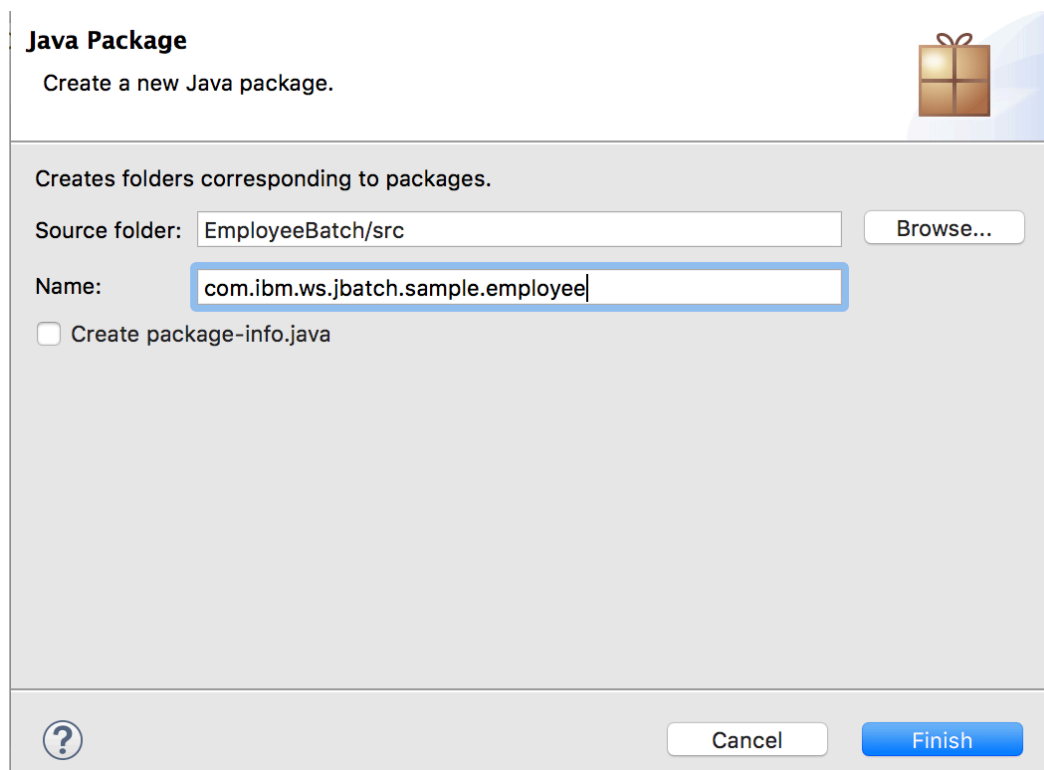 Java Package
Create a new Java package.
Creates folders corresponding to packages.
Source folder: EmployeeBatch/src Browse...
Name: com.ibm.ws.jbatch.sample.employee
Create package-info.java
? Cancel Finish